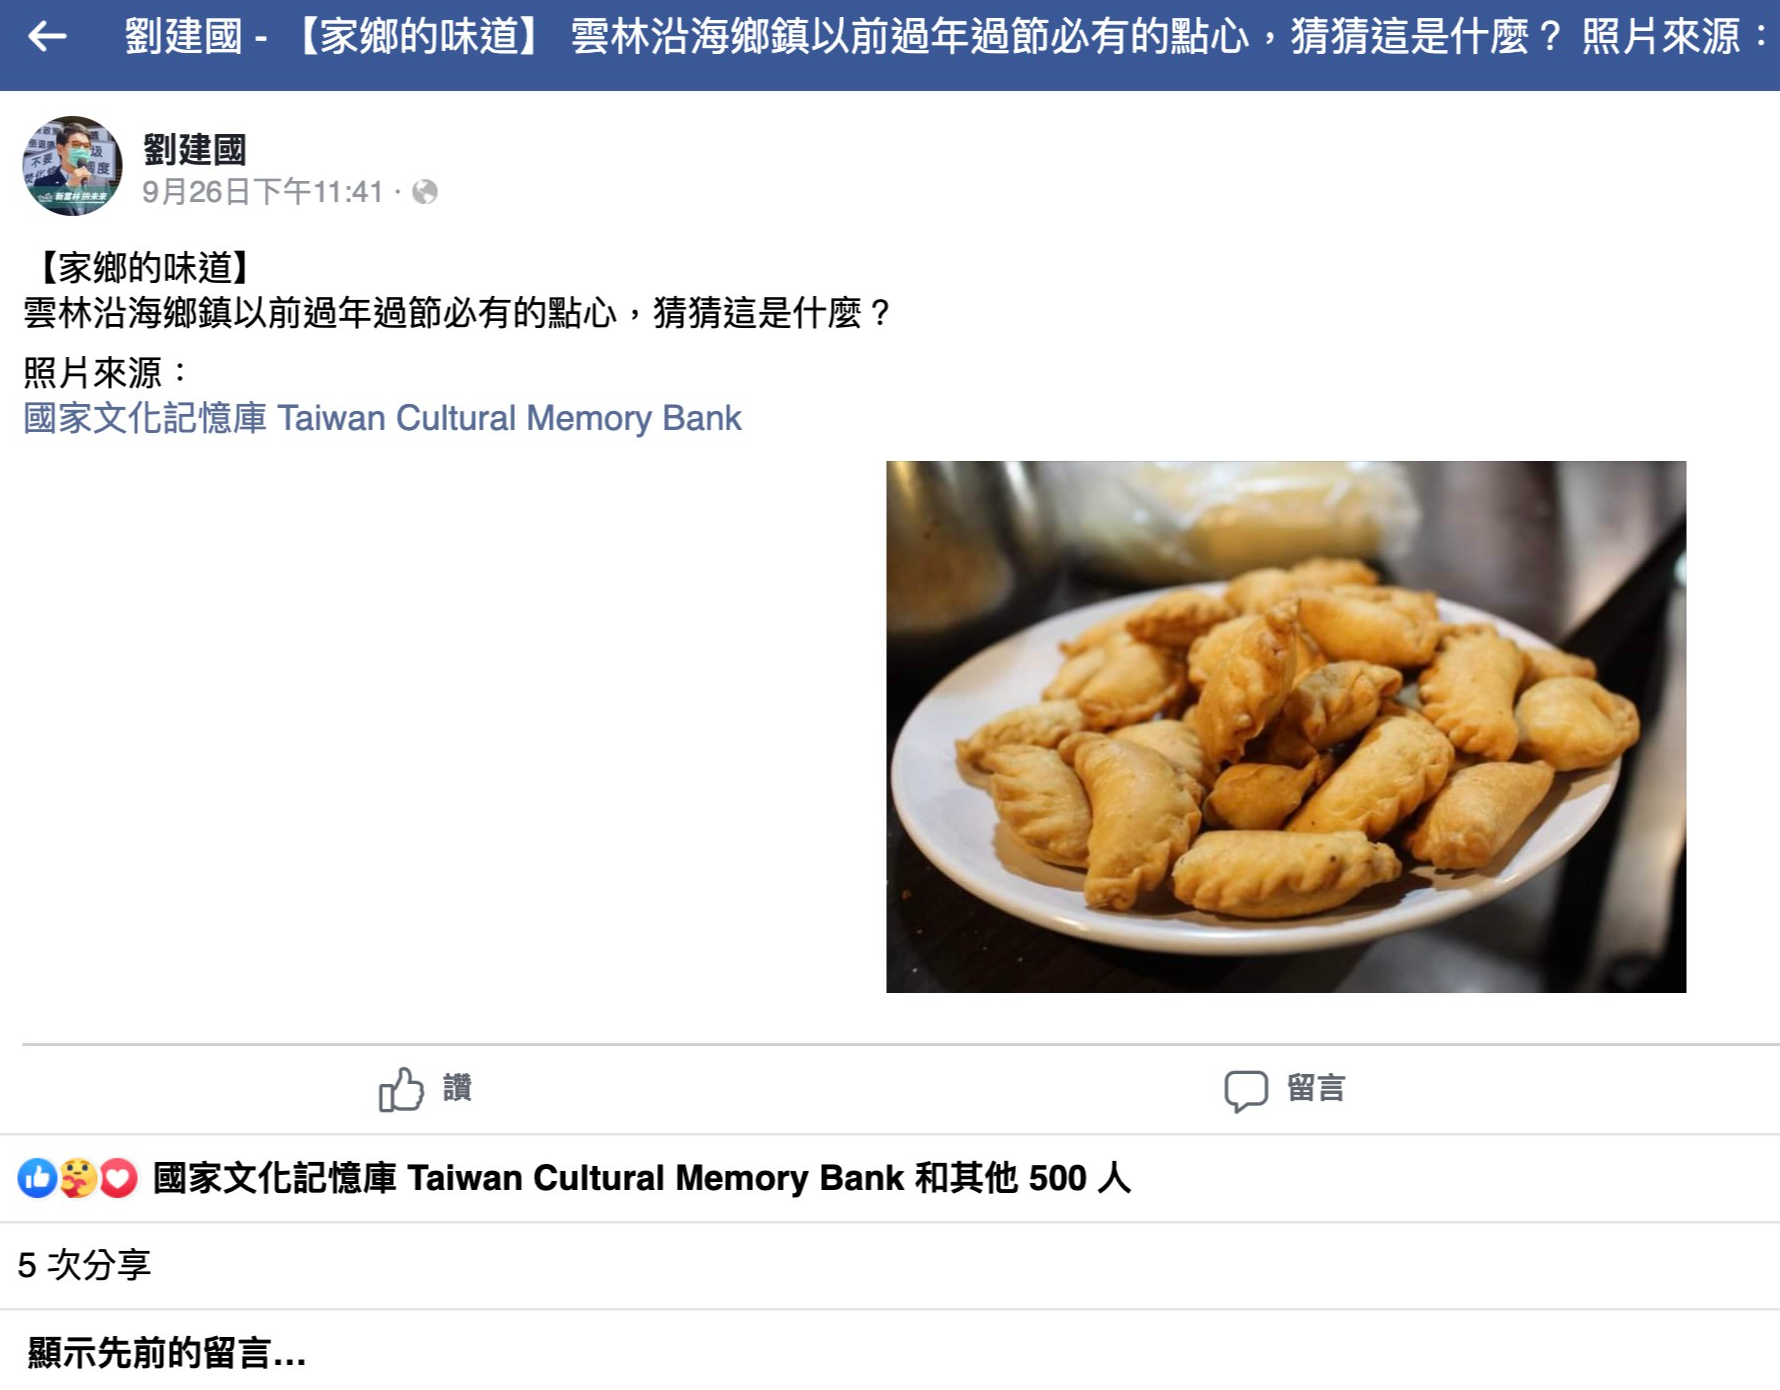 劉建國 - 【家鄉的味道】 雲林沿海鄉鎮以前過年過節必有的點心，猜猜這是什麼？ 照片來源：
劉建國
9月26日下午11:41 ·
【家鄉的味道】
雲林沿海鄉鎮以前過年過節必有的點心，猜猜這是什麼？
照片來源：
國家文化記憶庫 Taiwan Cultural Memory Bank
讚
留言
國家文化記憶庫 Taiwan Cultural Memory Bank 和其他 500 人
5 次分享
顯示先前的留言...